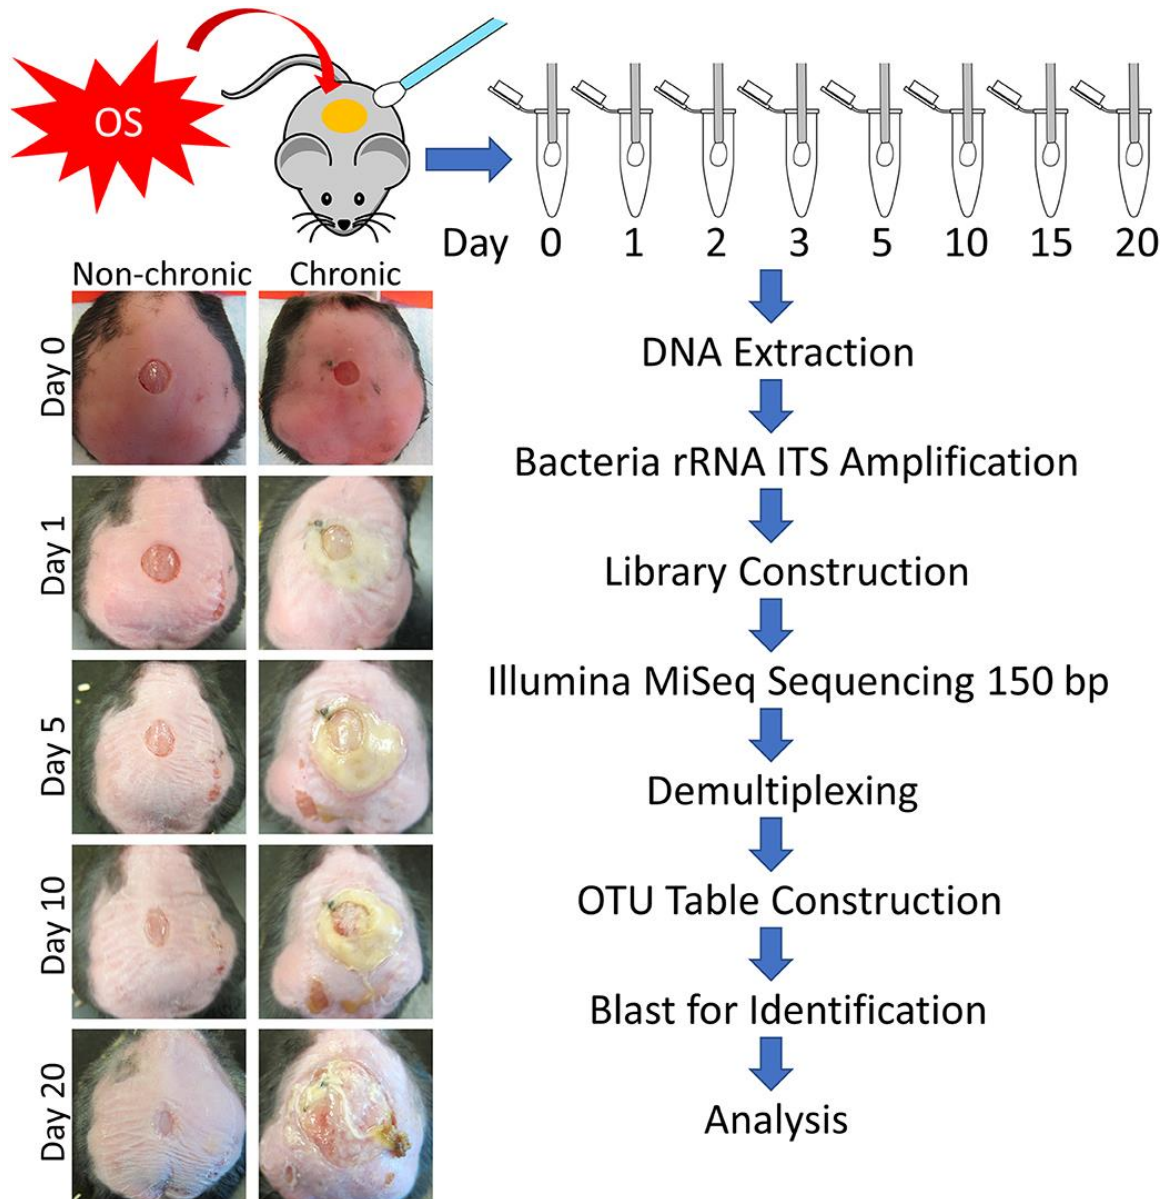 OS
Day 0 1 2 3 5 10 15 20
Non-chronic Chronic
Day 0
Day 1
Day 5
Day 10
Day 20
DNA Extraction
Bacteria rRNA ITS Amplification
Library Construction
Illumina MiSeq Sequencing 150 bp
Demultiplexing
OTU Table Construction
Blast for Identification
Analysis